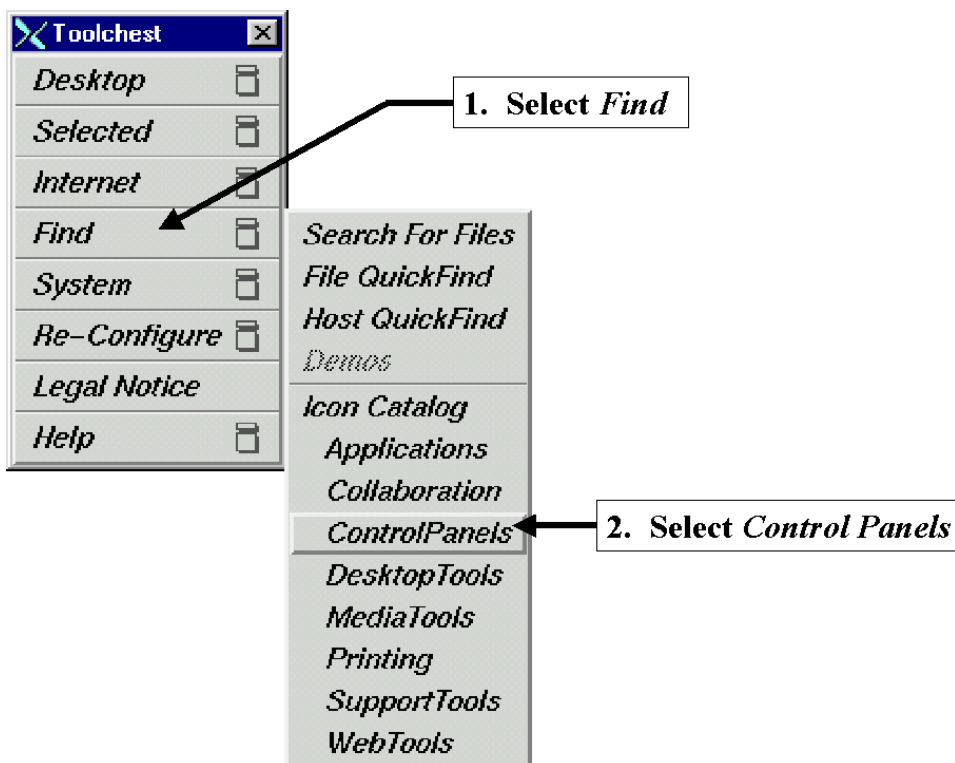 Toolchest
Desktop
Selected
Internet
Find
System
Re-Configure
Legal Notice
Help
1. Select Find
Search For Files
File QuickFind
Host QuickFind
Demos
Icon Catalog
Applications
Collaboration
ControlPanels
DesktopTools
MediaTools
Printing
SupportTools
WebTools
2. Select Control Panels